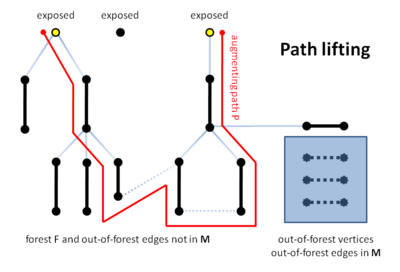 exposed exposed exposed
Path lifting
augmenting path P
forest F and out-of-forest edges not in M
out-of-forest vertices
out-of-forest edges in M